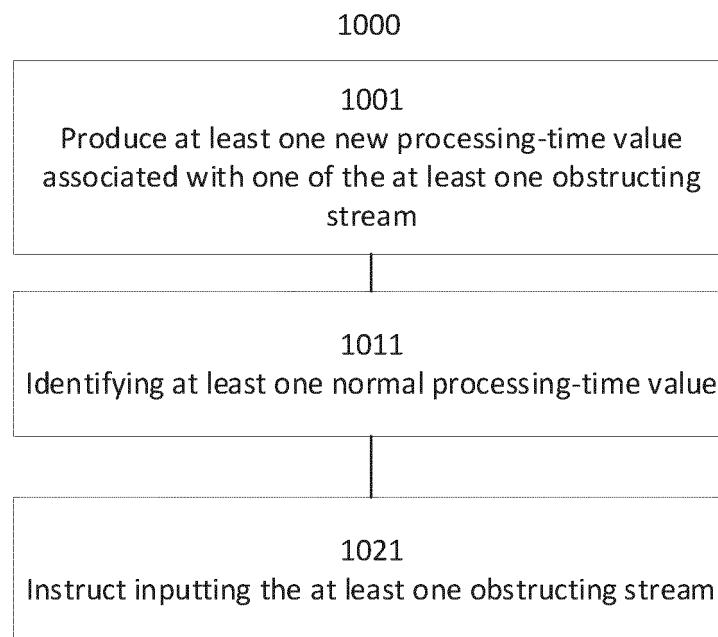 1000
1001
Produce at least one new processing-time value
associated with one of the at least one obstructing
stream
1011
Identifying at least one normal processing-time value
1021
Instruct inputting the at least one obstructing stream